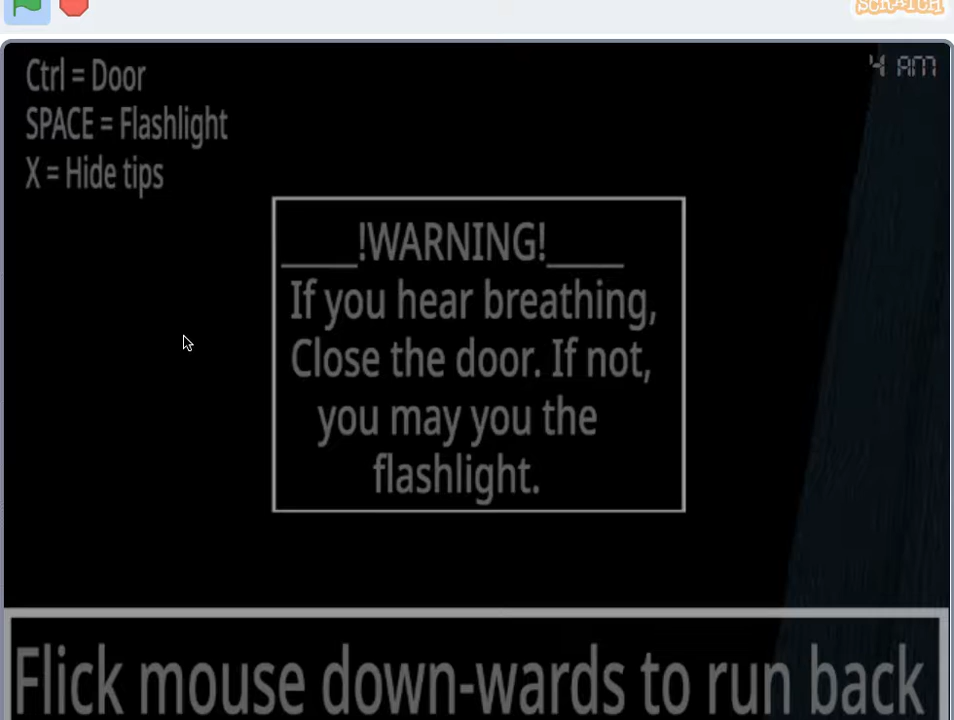 SCRATCH
4 AM
Ctrl = Door
SPACE = Flashlight
X = Hide tips
____!WARNING!____
If you hear breathing,
Close the door. If not,
you may you the
flashlight.
Flick mouse down-wards to run back